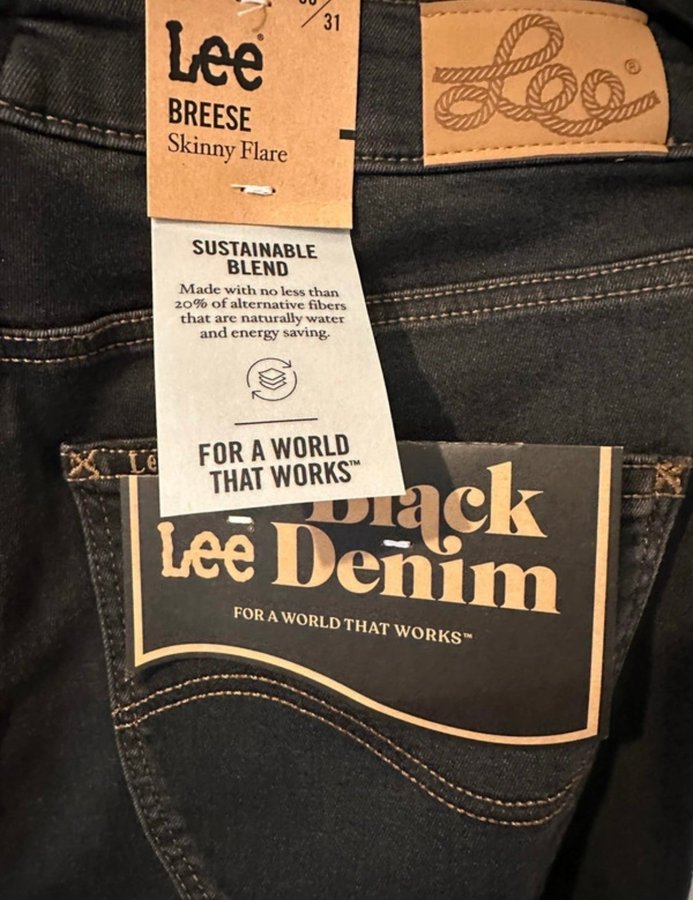 31
Lee®
BREESE
Skinny Flare
Lee®
SUSTAINABLE
BLEND
Made with no less than
20% of alternative fibers
that are naturally water
and energy saving.
FOR A WORLD
THAT WORKS™
Black
Lee Denim
FOR A WORLD THAT WORKS™